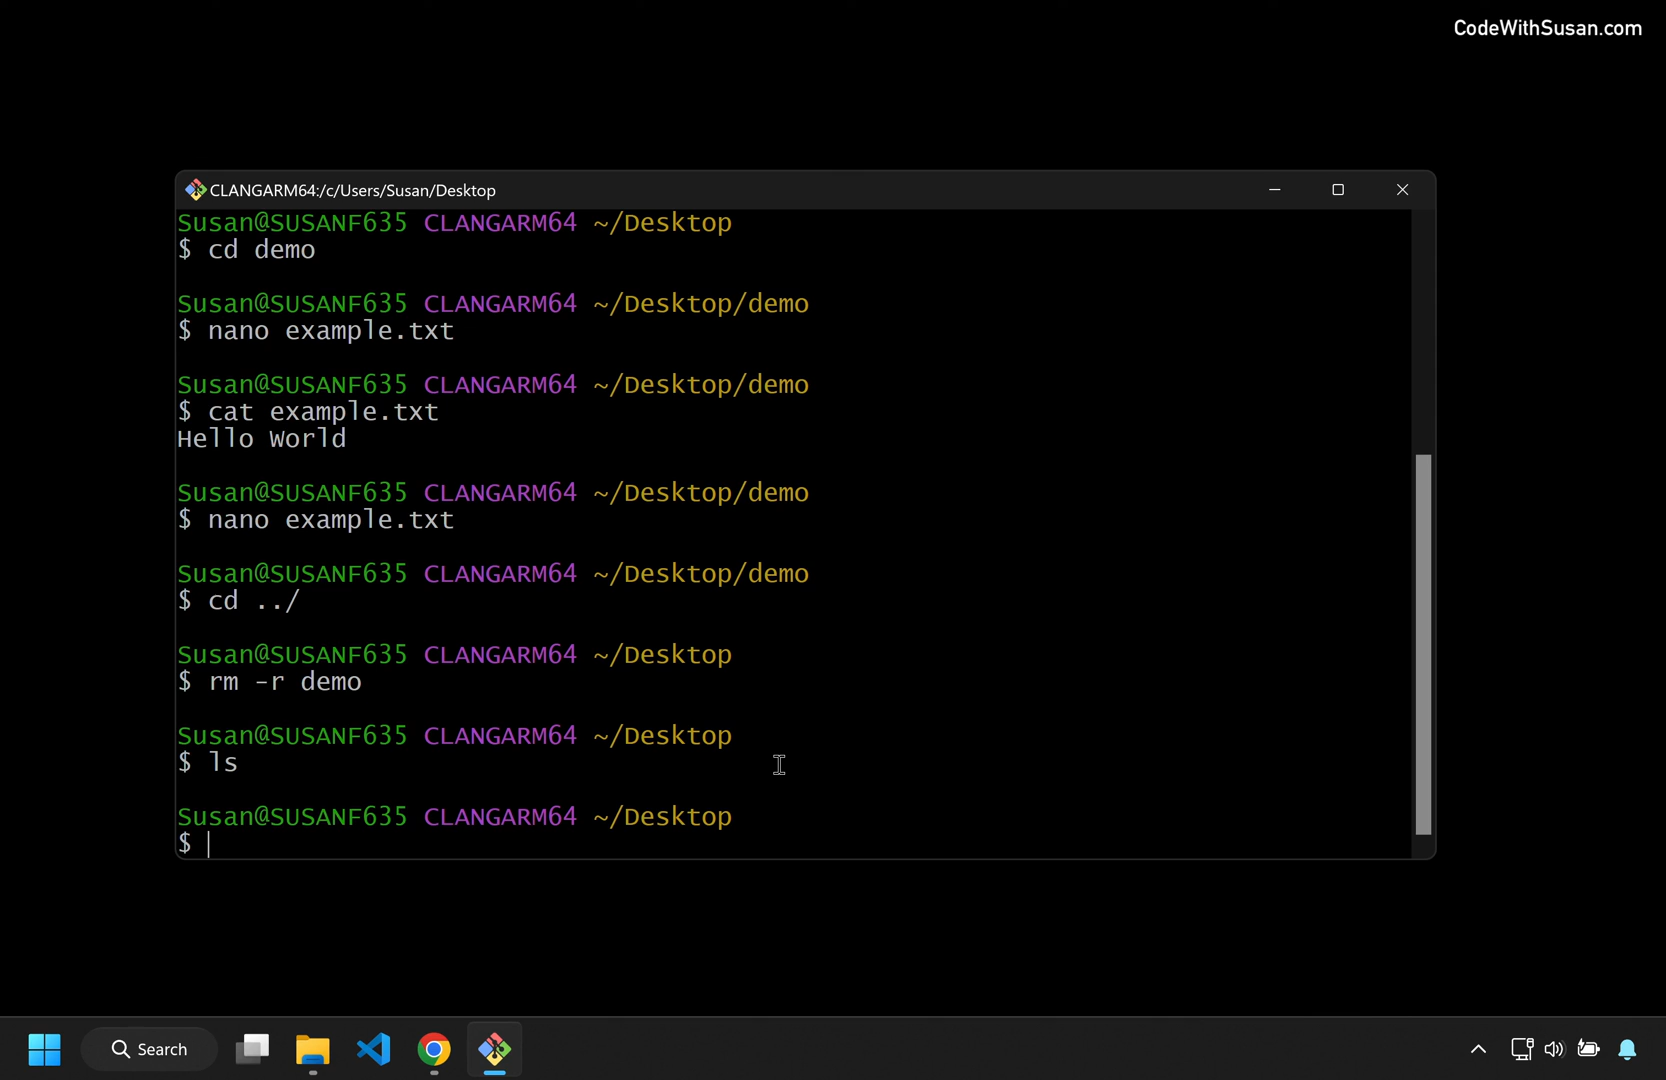 CodeWithSusan.com
CLANGARM64:/c/Users/Susan/Desktop
Susan@SUSANF635 CLANGARM64 ~/Desktop
$ cd demo
Susan@SUSANF635 CLANGARM64 ~/Desktop/demo
$ nano example.txt
Susan@SUSANF635 CLANGARM64 ~/Desktop/demo
$ cat example.txt
Hello World
Susan@SUSANF635 CLANGARM64 ~/Desktop/demo
$ nano example.txt
Susan@SUSANF635 CLANGARM64 ~/Desktop/demo
$ cd ../
Susan@SUSANF635 CLANGARM64 ~/Desktop
$ rm -r demo
Susan@SUSANF635 CLANGARM64 ~/Desktop
$ ls
Susan@SUSANF635 CLANGARM64 ~/Desktop
$
Search